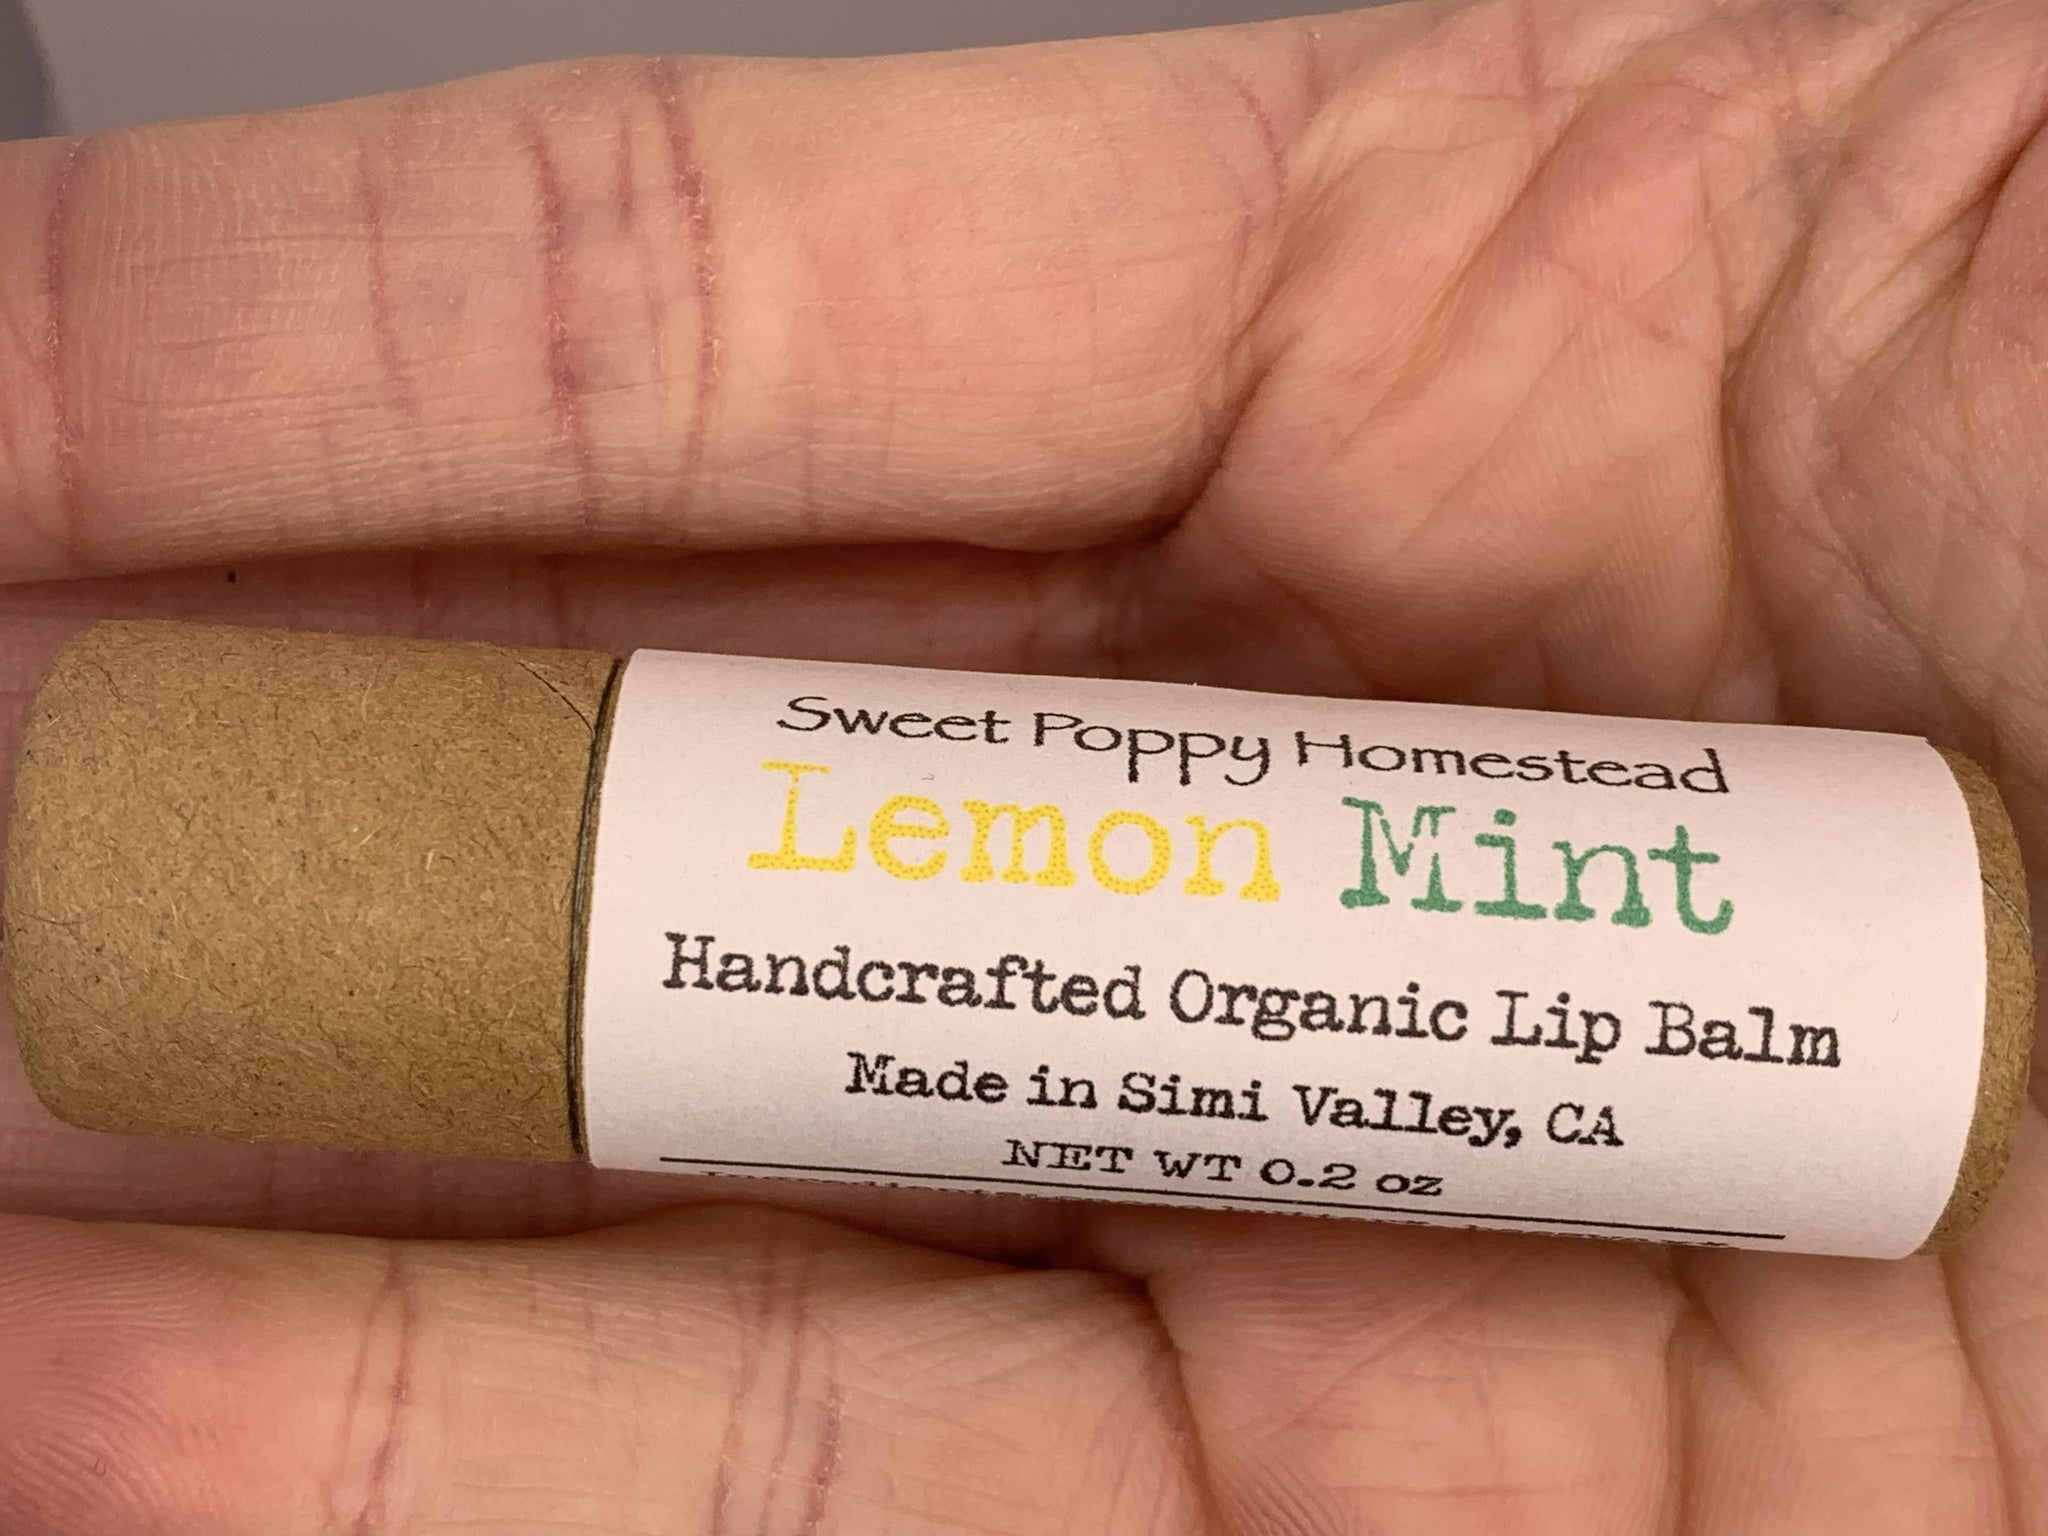 Sweet Poppy Homestead
Lemon Mint
Handcrafted Organic Lip Balm
Made in Simi Valley, CA
NET WT 0.2 oz